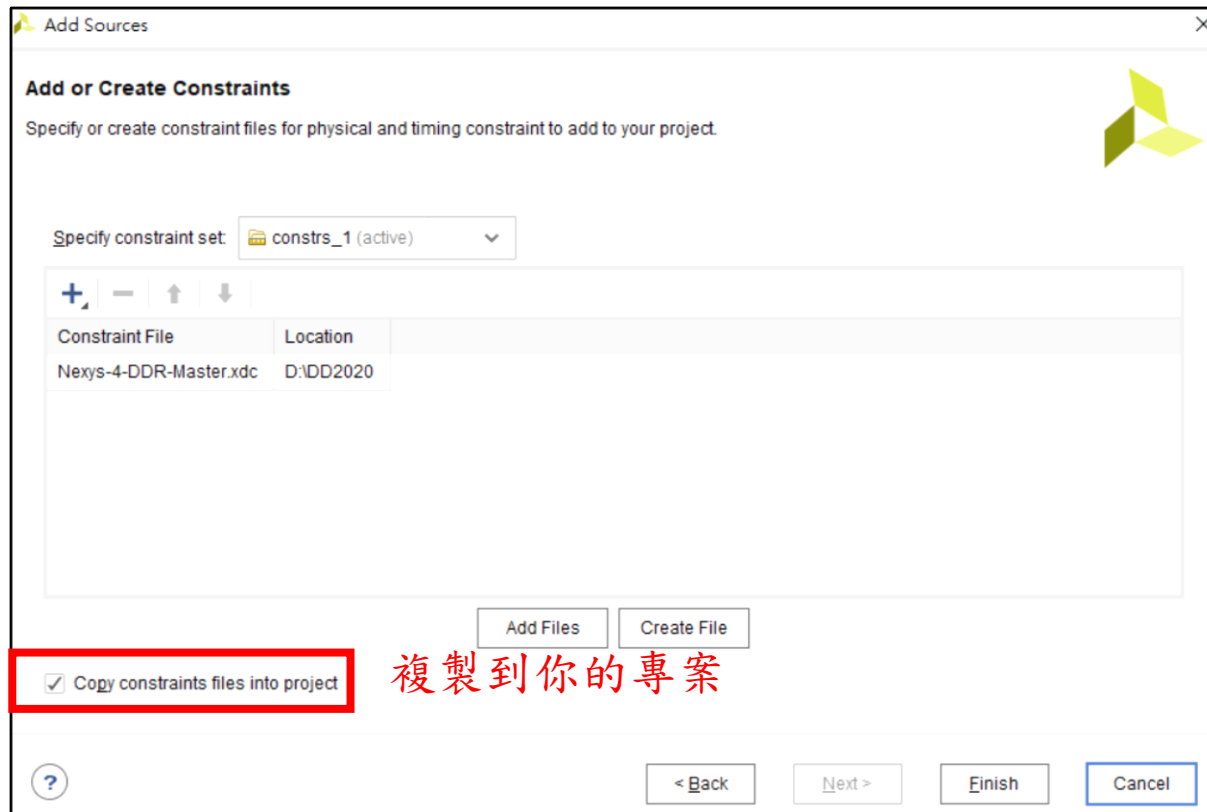 Add Sources
Add or Create Constraints
Specify or create constraint files for physical and timing constraint to add to your project.
Specify constraint set: constrs_1 (active)
Constraint File Location
Nexys-4-DDR-Master.xdc D:\DD2020
Add Files Create File
Copy constraints files into project 複製到你的專案
? < Back Next > Finish Cancel